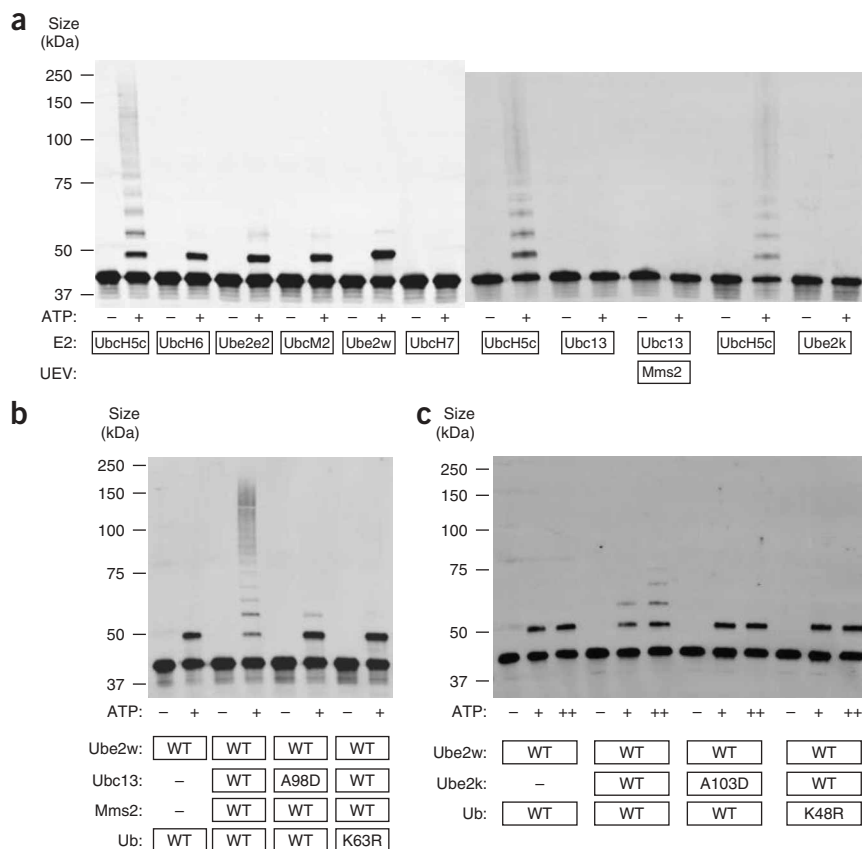 a
Size
(kDa)
250
150
100
75
50
37
ATP: – + – + – + – + – + – + – + – + – + – + – +
E2: UbcH5c UbcH6 Ube2e2 UbcM2 Ube2w UbcH7 UbcH5c Ubc13 Ubc13 UbcH5c Ube2k
UEV: Mms2
b
Size
(kDa)
250
150
100
75
50
37
ATP: – + – + – + – +
Ube2w: WT WT WT WT
Ubc13: – WT A98D WT
Mms2: – WT WT WT
Ub: WT WT WT K63R
c
Size
(kDa)
250
150
100
75
50
37
ATP: – + ++ – + ++ – + ++ – + ++
Ube2w: WT WT WT WT
Ube2k: – WT A103D WT
Ub: WT WT WT K48R